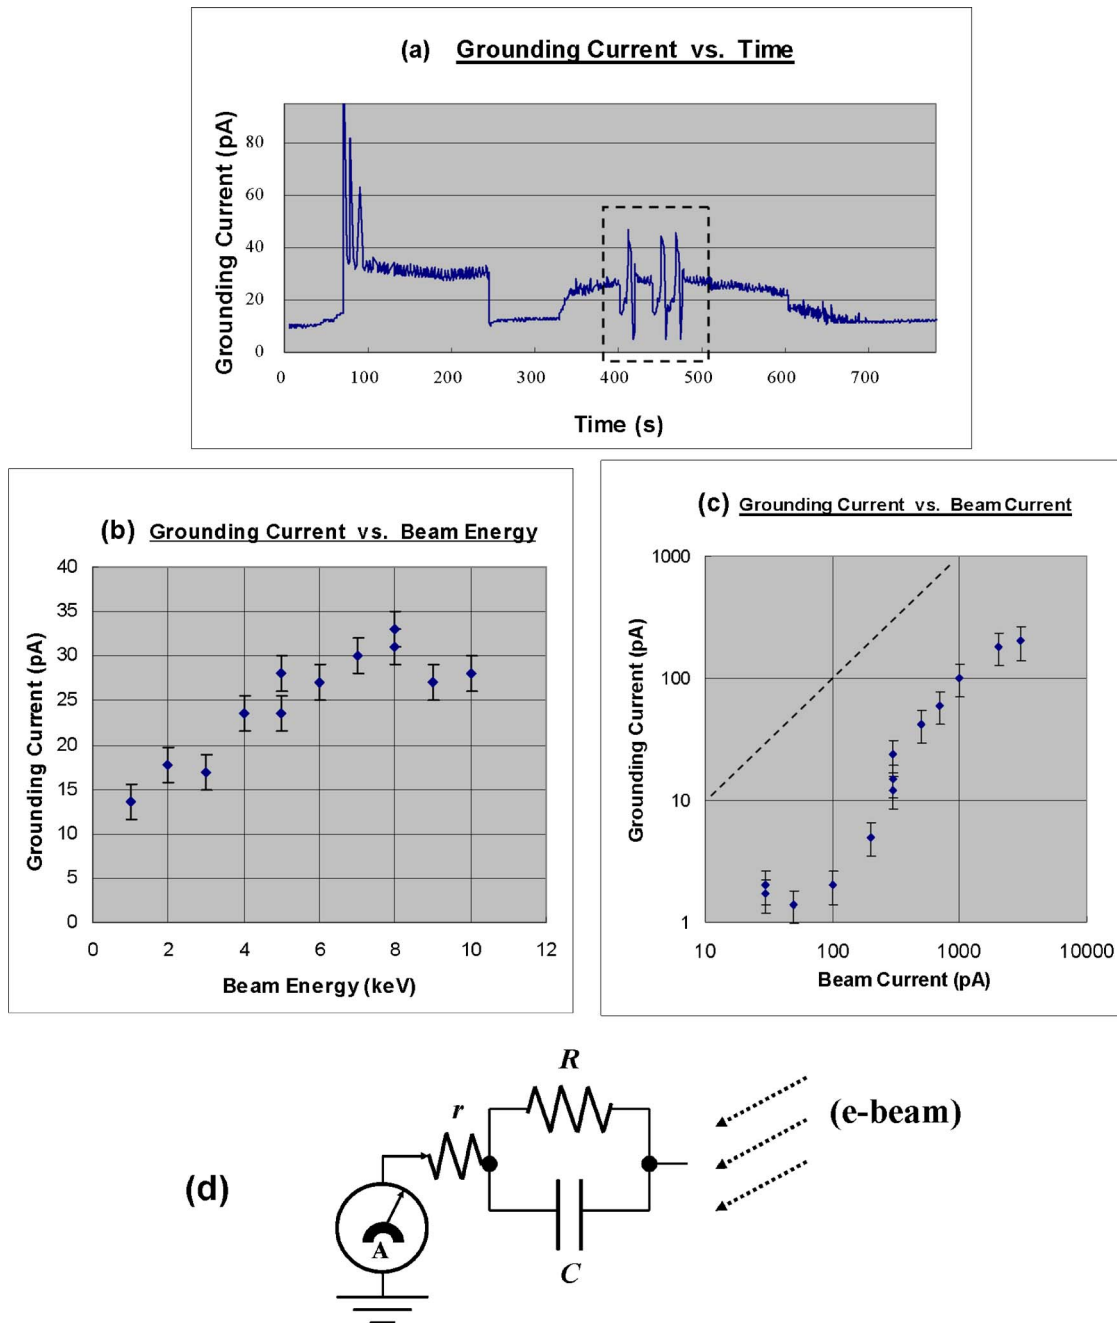 (a) Grounding Current vs. Time
Grounding Current (pA)
80
60
40
20
0
0 100 200 300 400 500 600 700
Time (s)
(b) Grounding Current vs. Beam Energy
Grounding Current (pA)
40
35
30
25
20
15
10
5
0
0 2 4 6 8 10 12
Beam Energy (keV)
(c) Grounding Current vs. Beam Current
Grounding Current (pA)
1000
100
10
1
10 100 1000 10000
Beam Current (pA)
R
r
(e-beam)
(d)
A
C